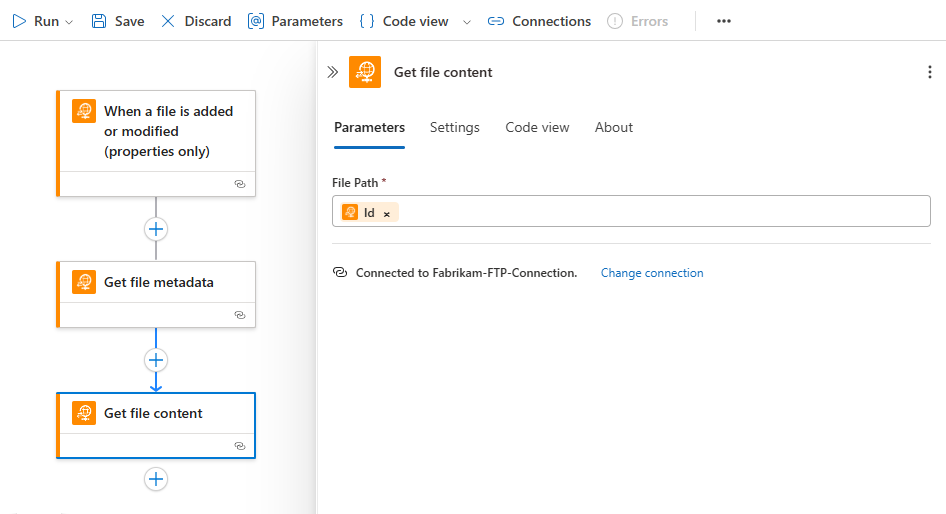 Run Save Discard Parameters Code view Connections Errors
When a file is added
or modified
(properties only)
Get file metadata
Get file content
Get file content
Parameters Settings Code view About
File Path *
Id ×
Connected to Fabrikam-FTP-Connection. Change connection